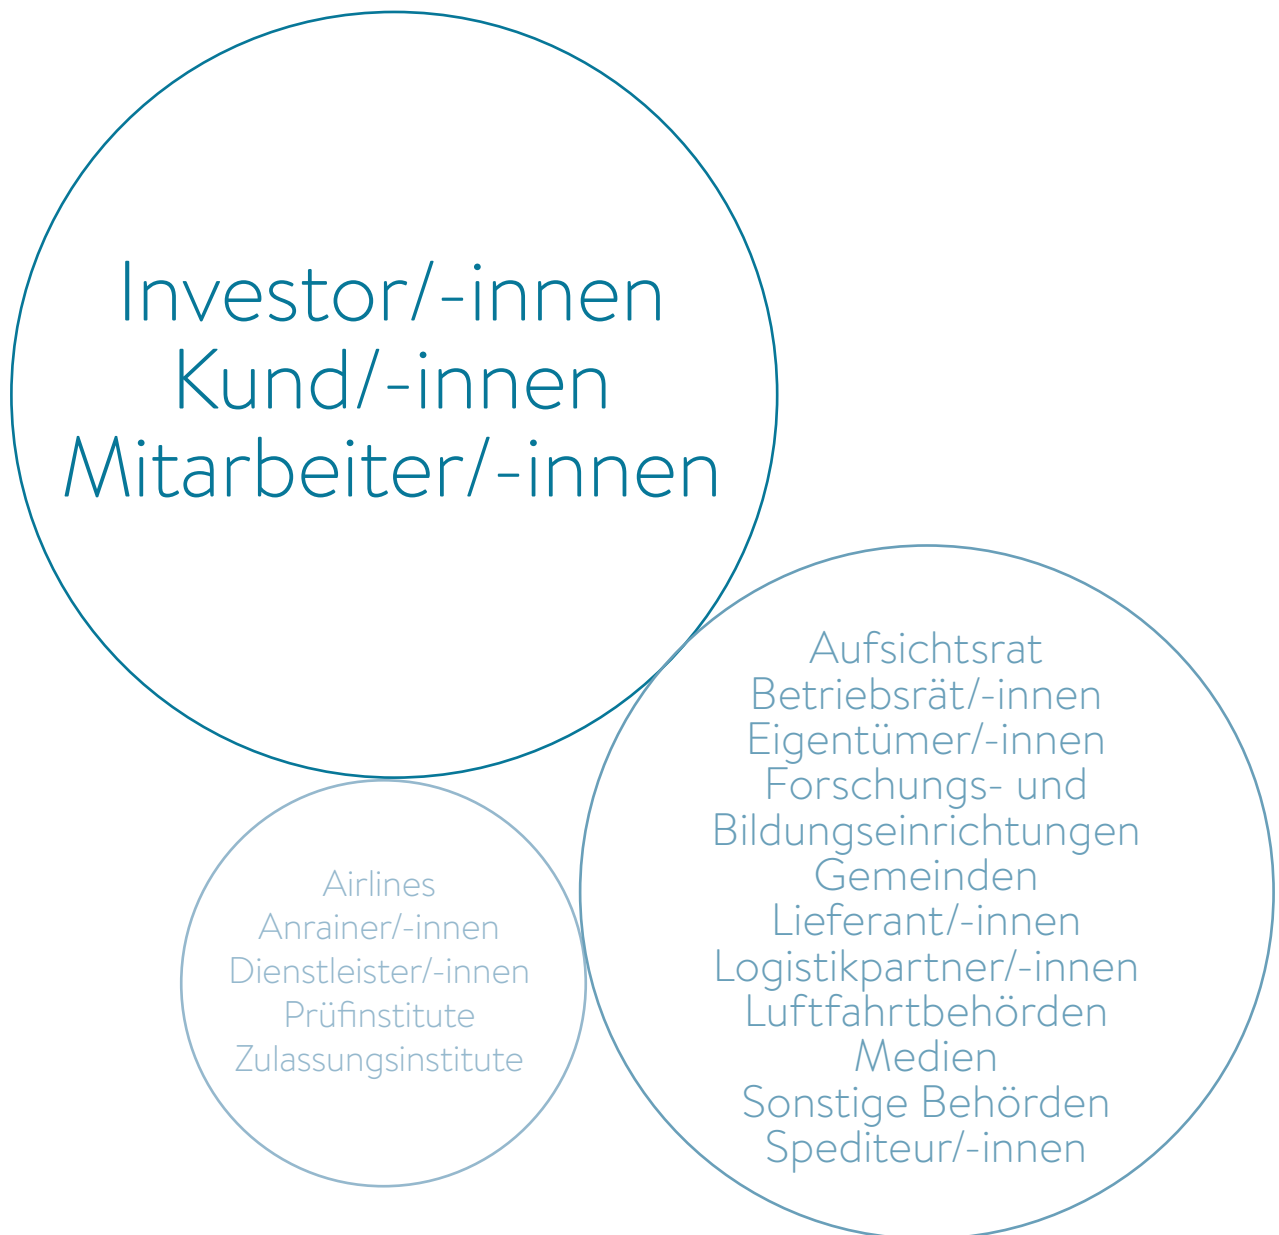 Investor/-innen
Kund/-innen
Mitarbeiter/-innen
Aufsichtsrat
Betriebsrät/-innen
Eigentümer/-innen
Forschungs- und
Bildungseinrichtungen
Gemeinden
Lieferant/-innen
Logistikpartner/-innen
Luftfahrtbehörden
Medien
Sonstige Behörden
Spediteur/-innen
Airlines
Anrainer/-innen
Dienstleister/-innen
Prüfinstitute
Zulassungsinstitute